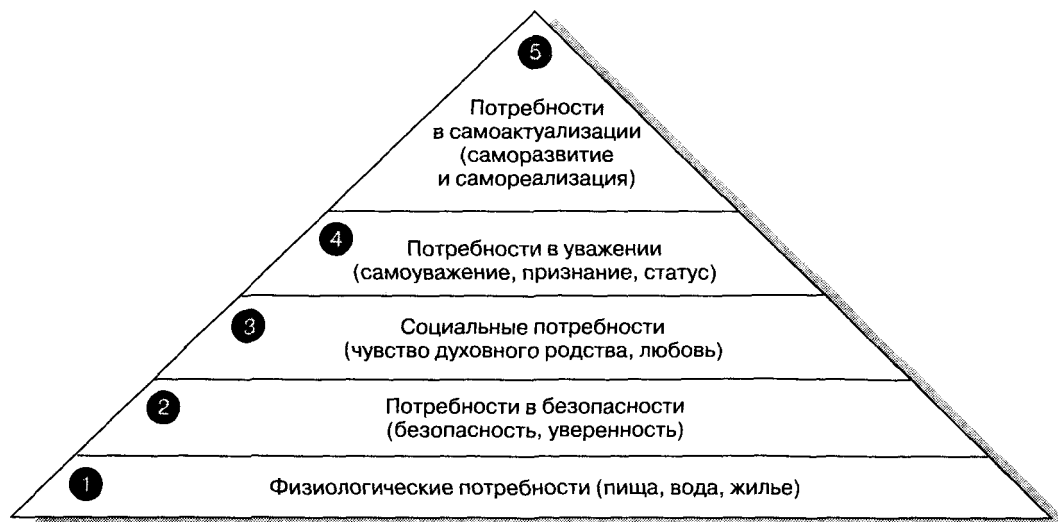 5
Потребности
в самоактуализации
(саморазвитие
и самореализация)
4
Потребности в уважении
(самоуважение, признание, статус)
3
Социальные потребности
(чувство духовного родства, любовь)
2
Потребности в безопасности
(безопасность, уверенность)
1
Физиологические потребности (пища, вода, жилье)